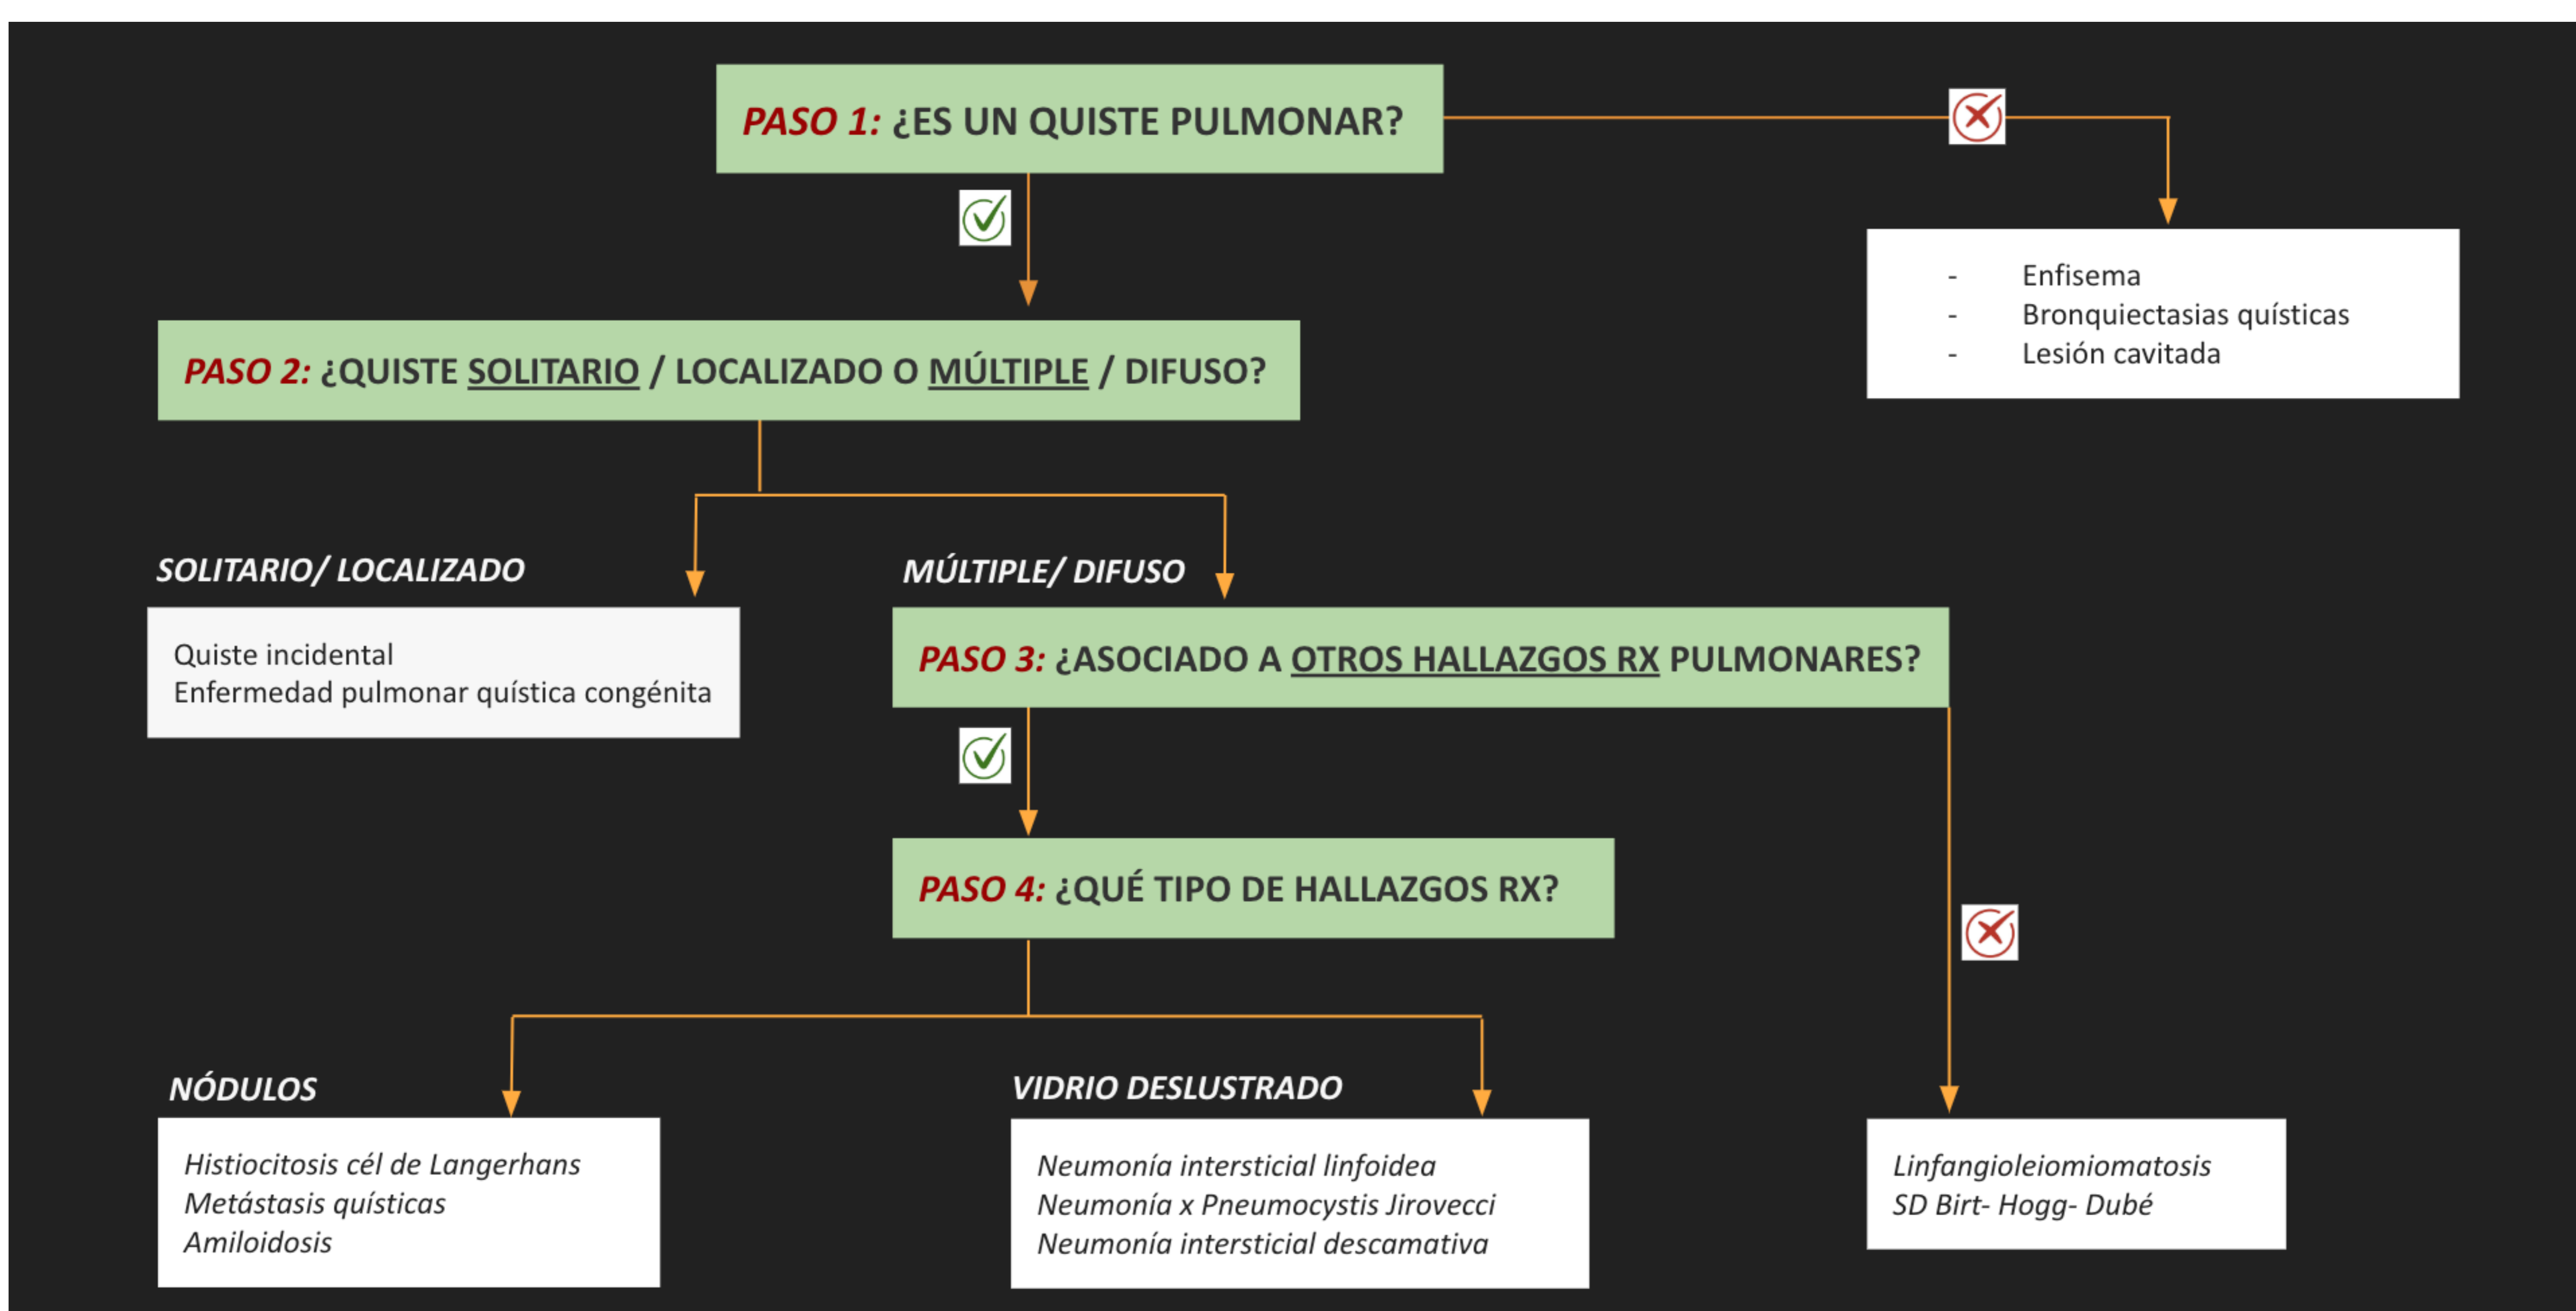 PASO 1: ¿ES UN QUISTE PULMONAR?
- Enfisema
- Bronquiectasias quísticas
- Lesión cavitada
PASO 2: ¿QUISTE SOLITARIO / LOCALIZADO O MÚLTIPLE / DIFUSO?
SOLITARIO/ LOCALIZADO
Quiste incidental
Enfermedad pulmonar quística congénita
MÚLTIPLE/ DIFUSO
PASO 3: ¿ASOCIADO A OTROS HALLAZGOS RX PULMONARES?
PASO 4: ¿QUÉ TIPO DE HALLAZGOS RX?
NÓDULOS
Histiocitosis cél de Langerhans
Metástasis quísticas
Amiloidosis
VIDRIO DESLUSTRADO
Neumonía intersticial linfoidea
Neumonía x Pneumocystis Jirovecci
Neumonía intersticial descamativa
Linfangioleiomiomatosis
SD Birt- Hogg- Dubé